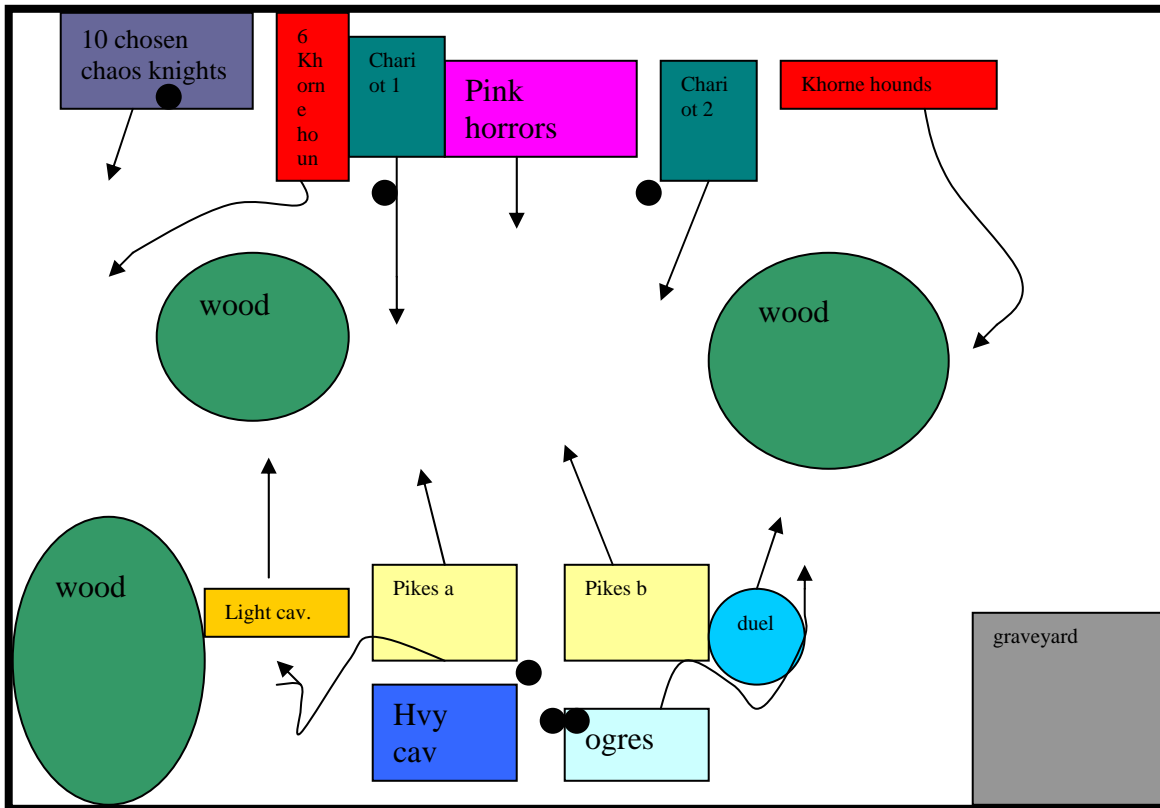 10 chosen
chaos knights
6
Kh
orn
e
ho
un
Chari
ot 1
Pink
horrors
Chari
ot 2
Khorne hounds
wood
wood
wood
Light cav.
Pikes a
Pikes b
duel
graveyard
Hvy
cav
ogres